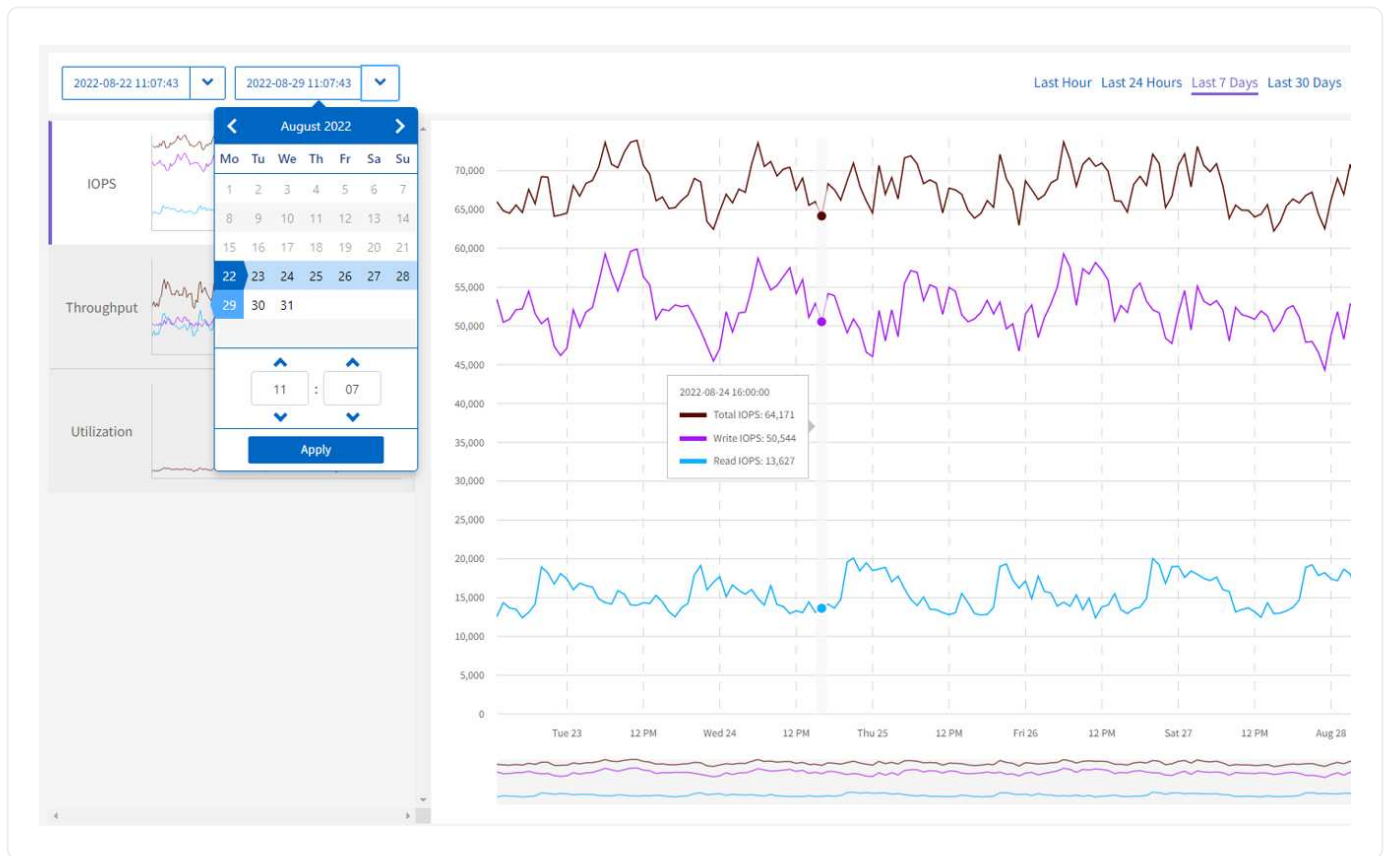 2022-08-22 11:07:43 2022-08-29 11:07:43 Last Hour Last 24 Hours Last 7 Days Last 30 Days
August 2022
Mo Tu We Th Fr Sa Su
1 2 3 4 5 6 7
8 9 10 11 12 13 14
15 16 17 18 19 20 21
22 23 24 25 26 27 28
29 30 31
11 : 07
Apply
IOPS
Throughput
Utilization
70,000
65,000
60,000
55,000
50,000
45,000
40,000
35,000
30,000
25,000
20,000
15,000
10,000
5,000
0
2022-08-24 16:00:00
Total IOPS: 64,171
Write IOPS: 50,544
Read IOPS: 13,627
Tue 23 12 PM Wed 24 12 PM Thu 25 12 PM Fri 26 12 PM Sat 27 12 PM Aug 28